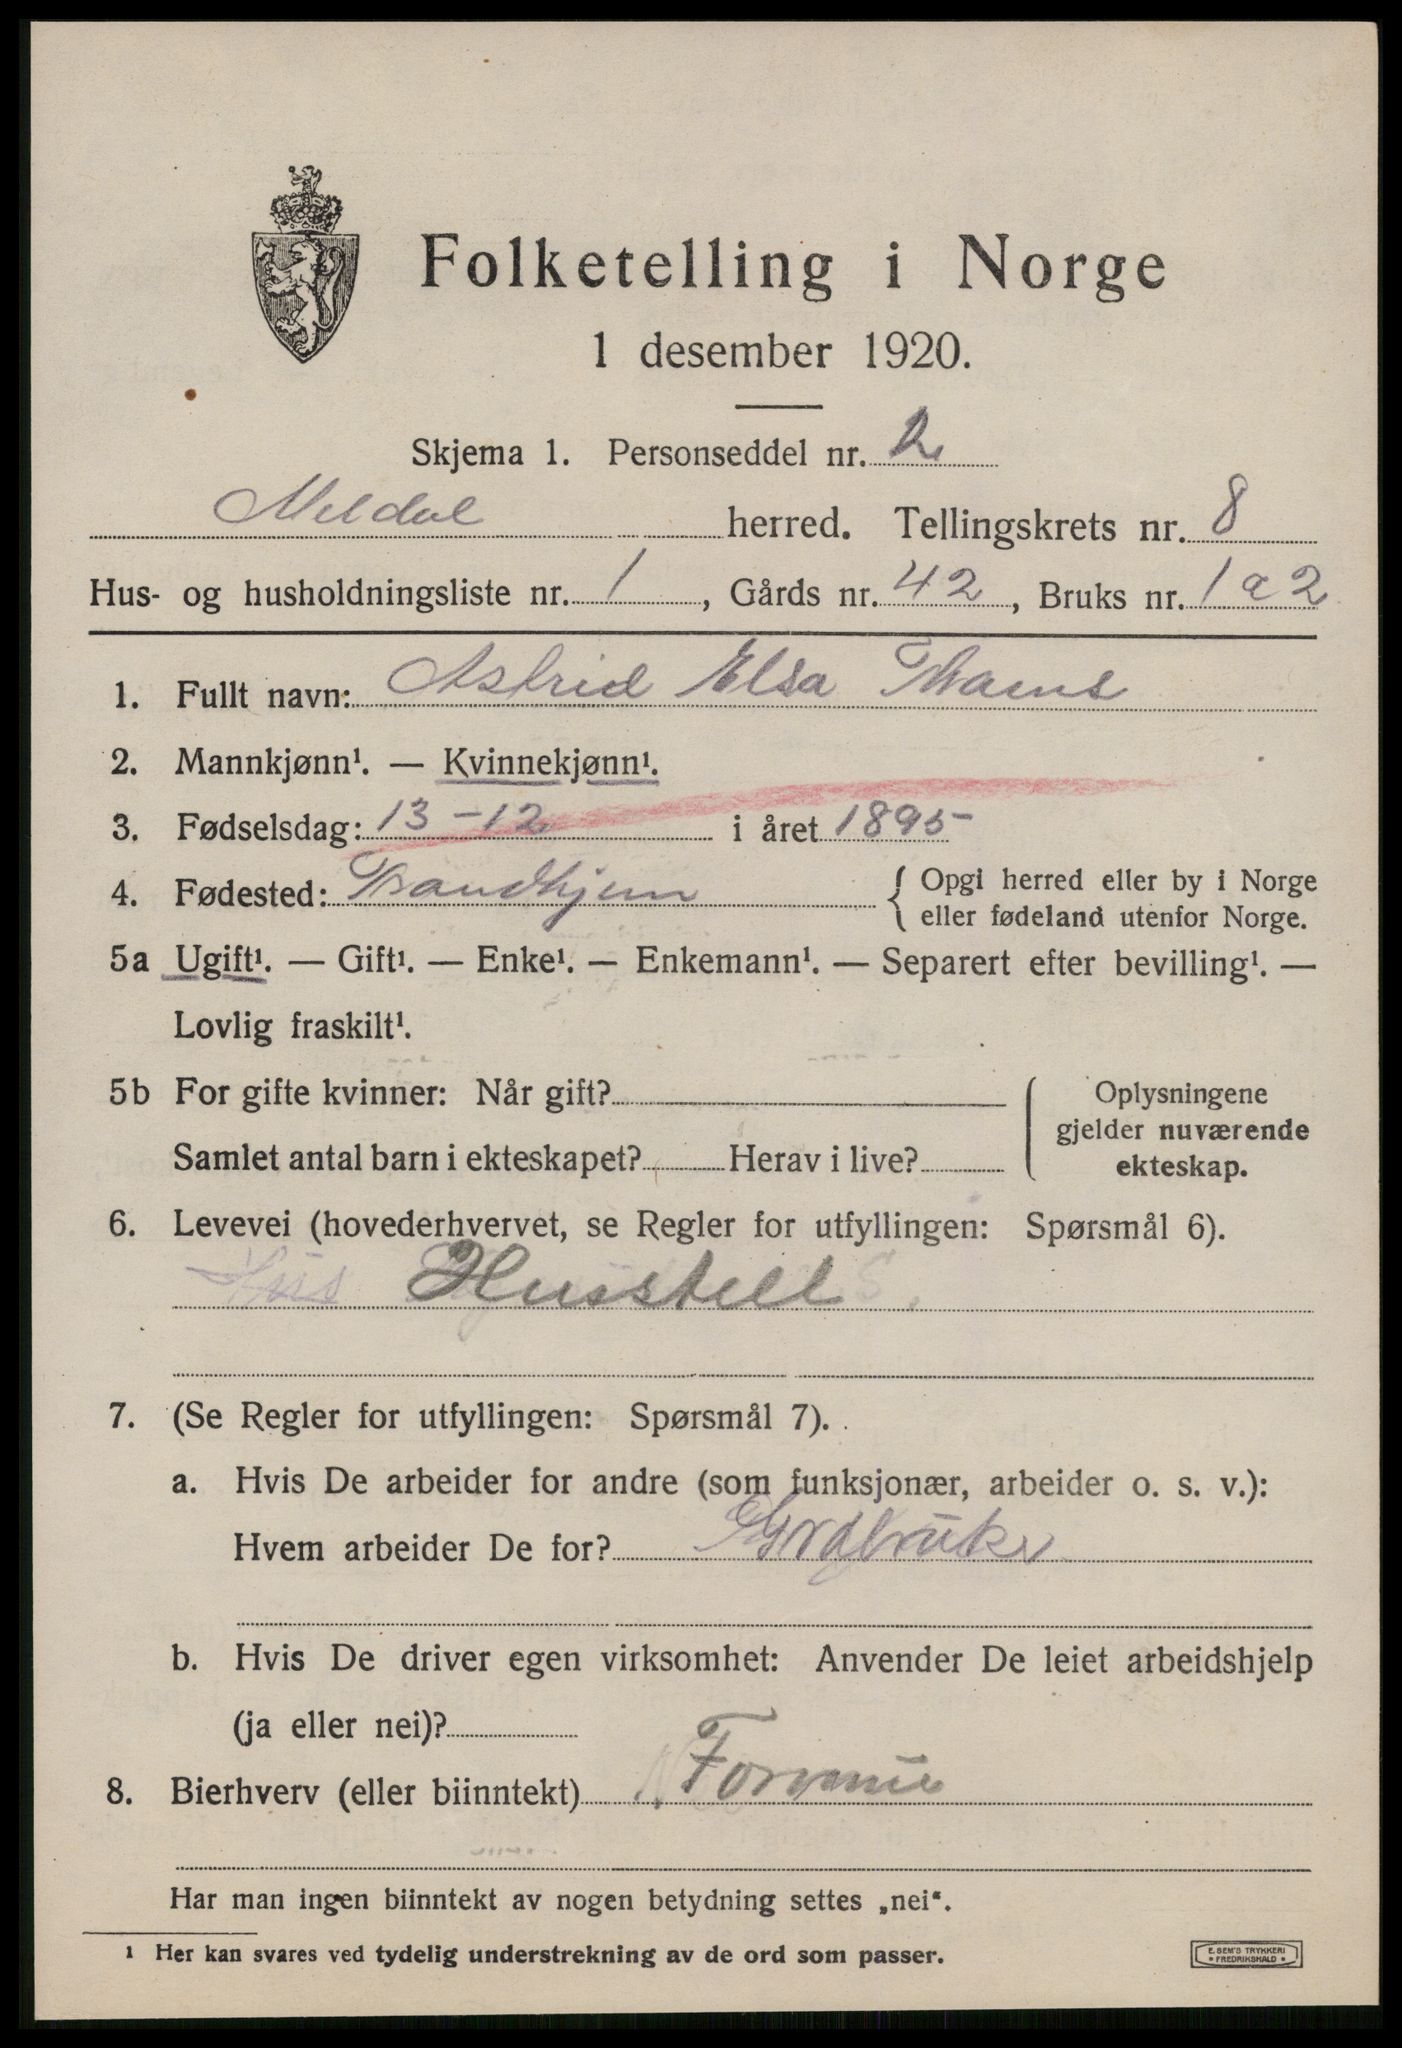 Folketelling i Norge
1 desember 1920.
Skjema 1. Personseddel nr. 2
Meldal herred. Tellingskrets nr. 8
Hus- og husholdningsliste nr. 1, Gårds nr. 42, Bruks nr. 1 a 2
1. Fullt navn: Astrid Elsa Thams
2. Mannkjønn¹. — Kvinnekjønn¹.
3. Fødselsdag: 13-12 i året 1895
4. Fødested: Trondhjem { Opgi herred eller by i Norge
eller fødeland utenfor Norge.
5a Ugift¹. — Gift¹. — Enke¹. — Enkemann¹. — Separert efter bevilling¹. —
Lovlig fraskilt¹.
5b For gifte kvinner: Når gift?
Samlet antal barn i ekteskapet? Herav i live?
Oplysningene
gjelder nuværende
ekteskap.
6. Levevei (hovederhvervet, se Regler for utfyllingen: Spørsmål 6).
Hus Husstell
7. (Se Regler for utfyllingen: Spørsmål 7).
a. Hvis De arbeider for andre (som funksjonær, arbeider o. s. v.):
Hvem arbeider De for? Grdbruker
b. Hvis De driver egen virksomhet: Anvender De leiet arbeidshjelp
(ja eller nei)?
8. Bierhverv (eller biinntekt) Formue
Har man ingen biinntekt av nogen betydning settes „nei“.
1 Her kan svares ved tydelig understrekning av de ord som passer.
E. SEM'S TRYKKERI
• FREDRIKSHALD •